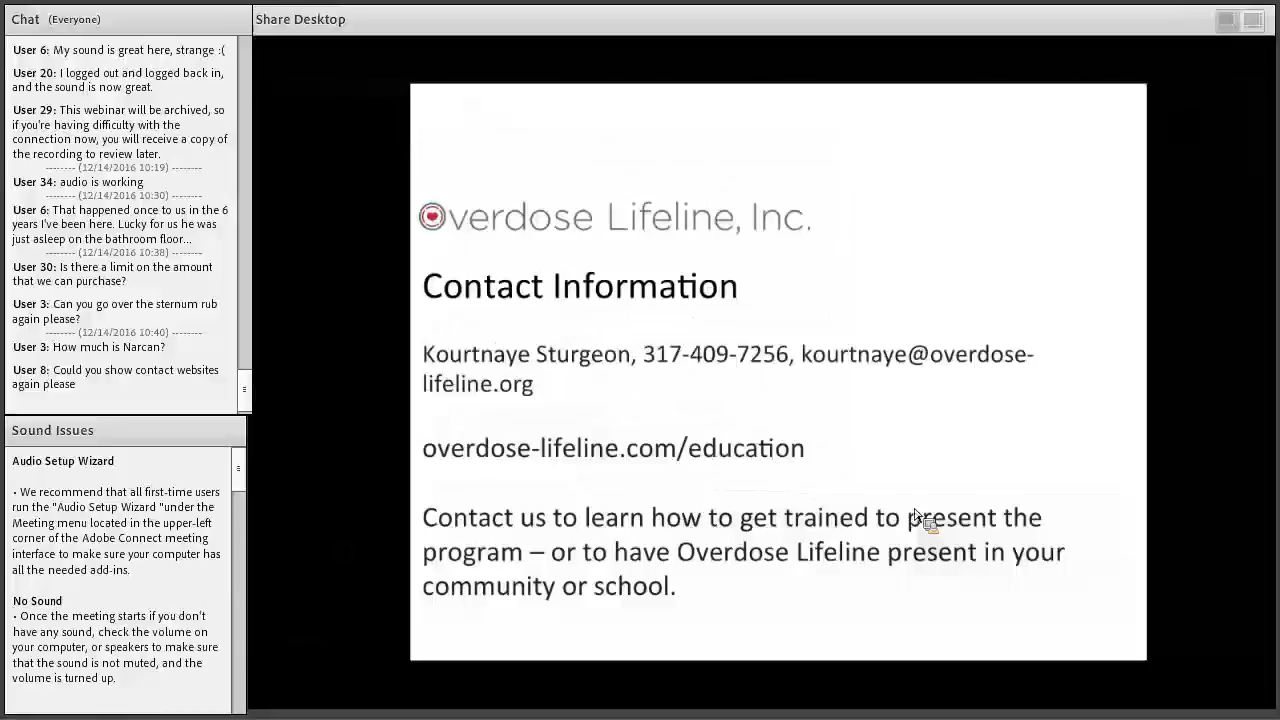 Chat (Everyone)
User 6: My sound is great here, strange :(
User 20: I logged out and logged back in,
and the sound is now great.
User 29: This webinar will be archived, so
if you're having difficulty with the
connection now, you will receive a copy of
the recording to review later.
-------- (12/14/2016 10:19) --------
User 34: audio is working
-------- (12/14/2016 10:30) --------
User 6: That happened once to us in the 6
years I've been here. Lucky for us he was
just asleep on the bathroom floor...
-------- (12/14/2016 10:38) --------
User 30: Is there a limit on the amount
that we can purchase?
User 3: Can you go over the sternum rub
again please?
-------- (12/14/2016 10:40) --------
User 3: How much is Narcan?
User 8: Could you show contact websites
again please
Sound Issues
Audio Setup Wizard
• We recommend that all first-time users
run the "Audio Setup Wizard "under the
Meeting menu located in the upper-left
corner of the Adobe Connect meeting
interface to make sure your computer has
all the needed add-ins.
No Sound
• Once the meeting starts if you don't
have any sound, check the volume on
your computer, or speakers to make sure
that the sound is not muted, and the
volume is turned up.
Share Desktop
Overdose Lifeline, Inc.
Contact Information
Kourtnaye Sturgeon, 317-409-7256, kourtnaye@overdose-
lifeline.org
overdose-lifeline.com/education
Contact us to learn how to get trained to present the
program – or to have Overdose Lifeline present in your
community or school.